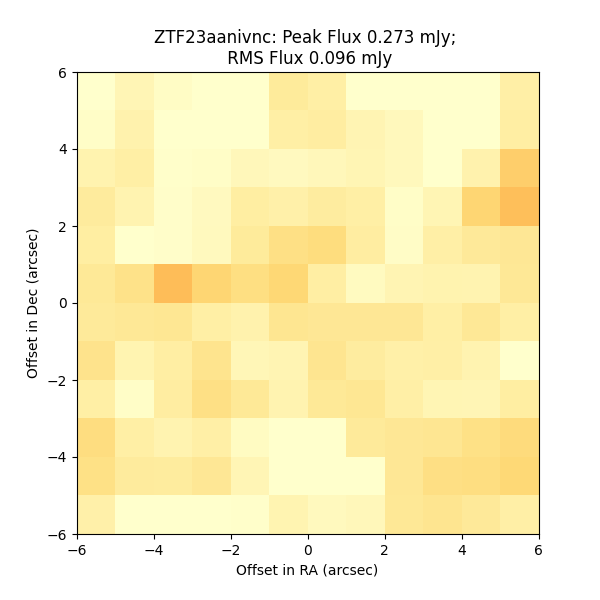 ZTF23aanivnc: Peak Flux 0.273 mJy;
RMS Flux 0.096 mJy
6
4
2
0
−2
−4
−6
Offset in Dec (arcsec)
−6 −4 −2 0 2 4 6
Offset in RA (arcsec)